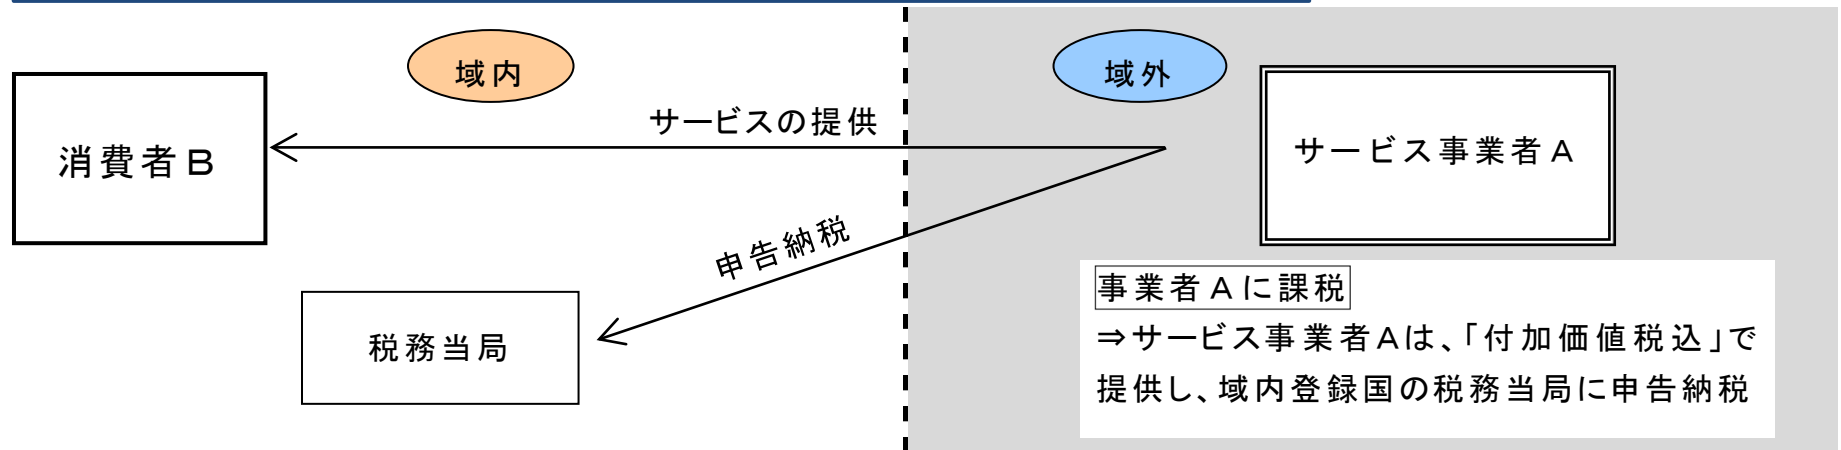 域内
域外
サービスの提供
消費者B
サービス事業者A
申告納税
税務当局
事業者Aに課税
⇒サービス事業者Aは、「付加価値税込」で
提供し、域内登録国の税務当局に申告納税